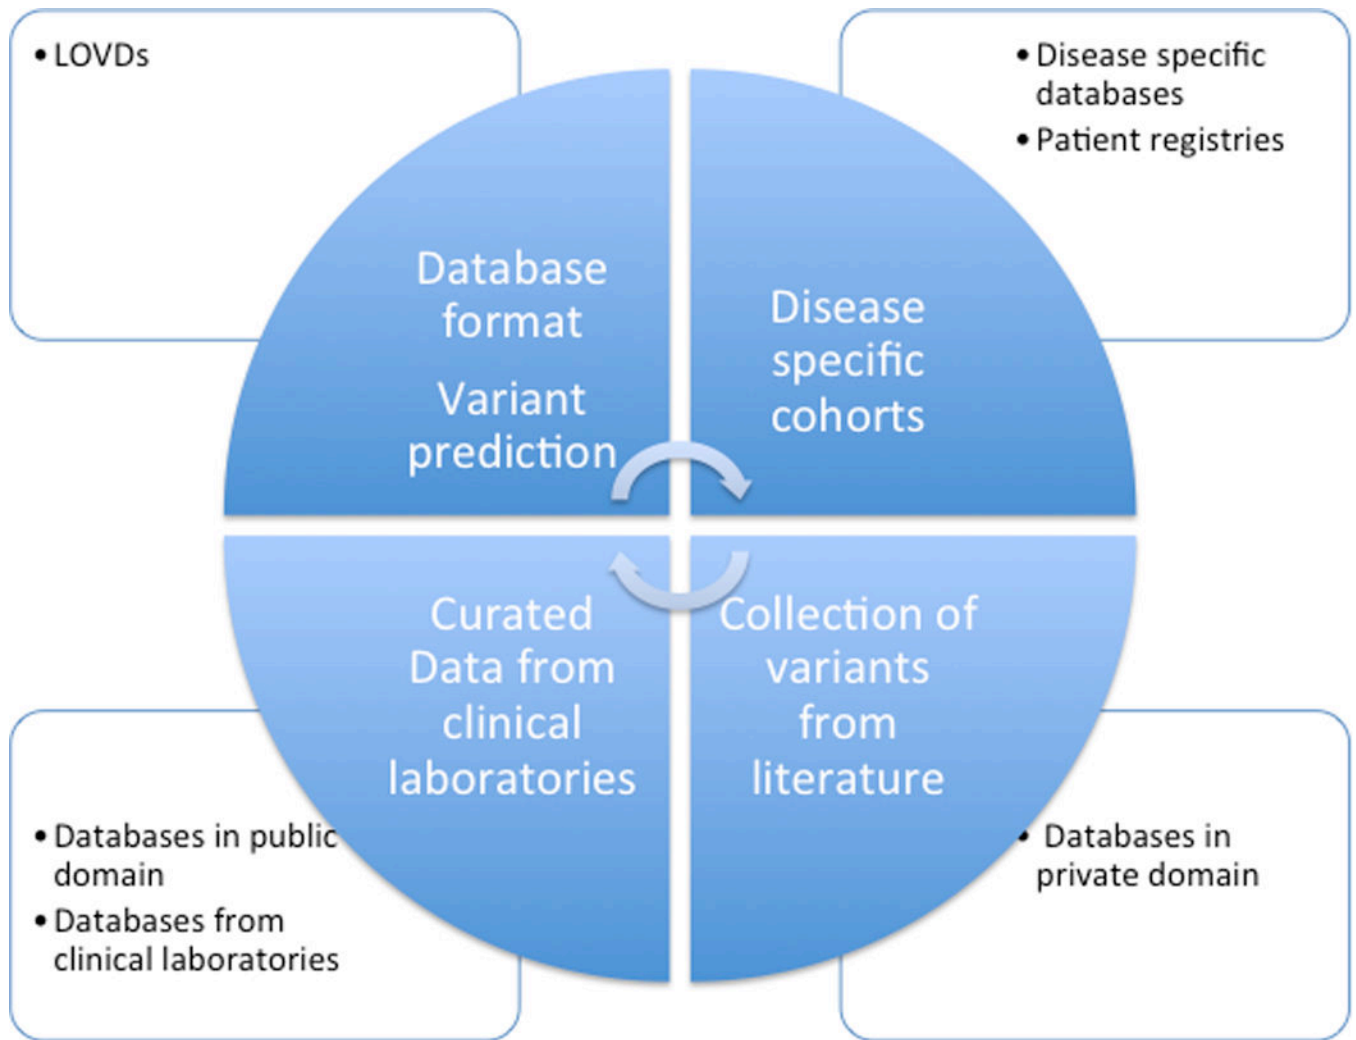 • LOVDs
• Disease specific
databases
• Patient registries
Database
format
Variant
prediction
Disease
specific
cohorts
Curated
Data from
clinical
laboratories
Collection of
variants
from
literature
• Databases in public
domain
• Databases from
clinical laboratories
• Databases in
private domain